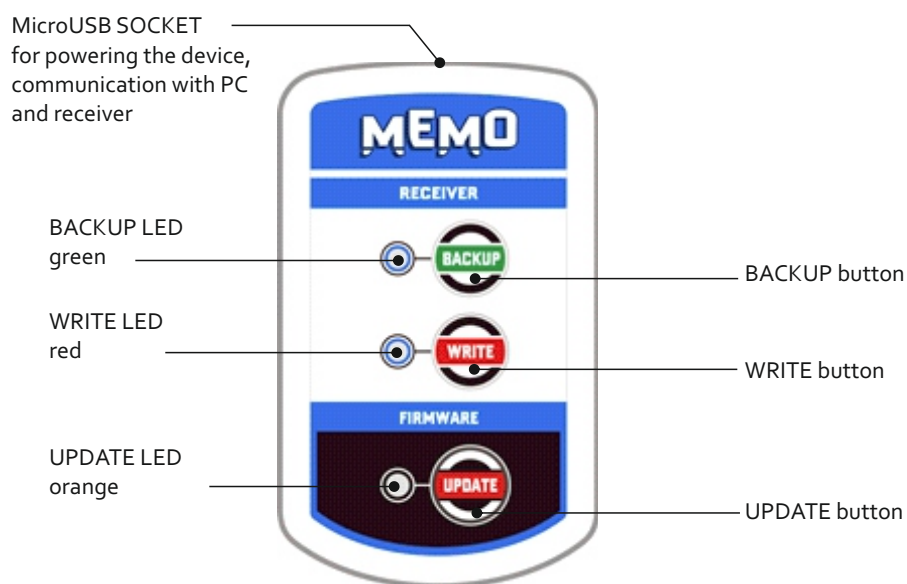 MicroUSB SOCKET
for powering the device,
communication with PC
and receiver
MEMO
RECEIVER
BACKUP LED
green
BACKUP
BACKUP button
WRITE LED
red
WRITE
WRITE button
FIRMWARE
UPDATE LED
orange
UPDATE
UPDATE button